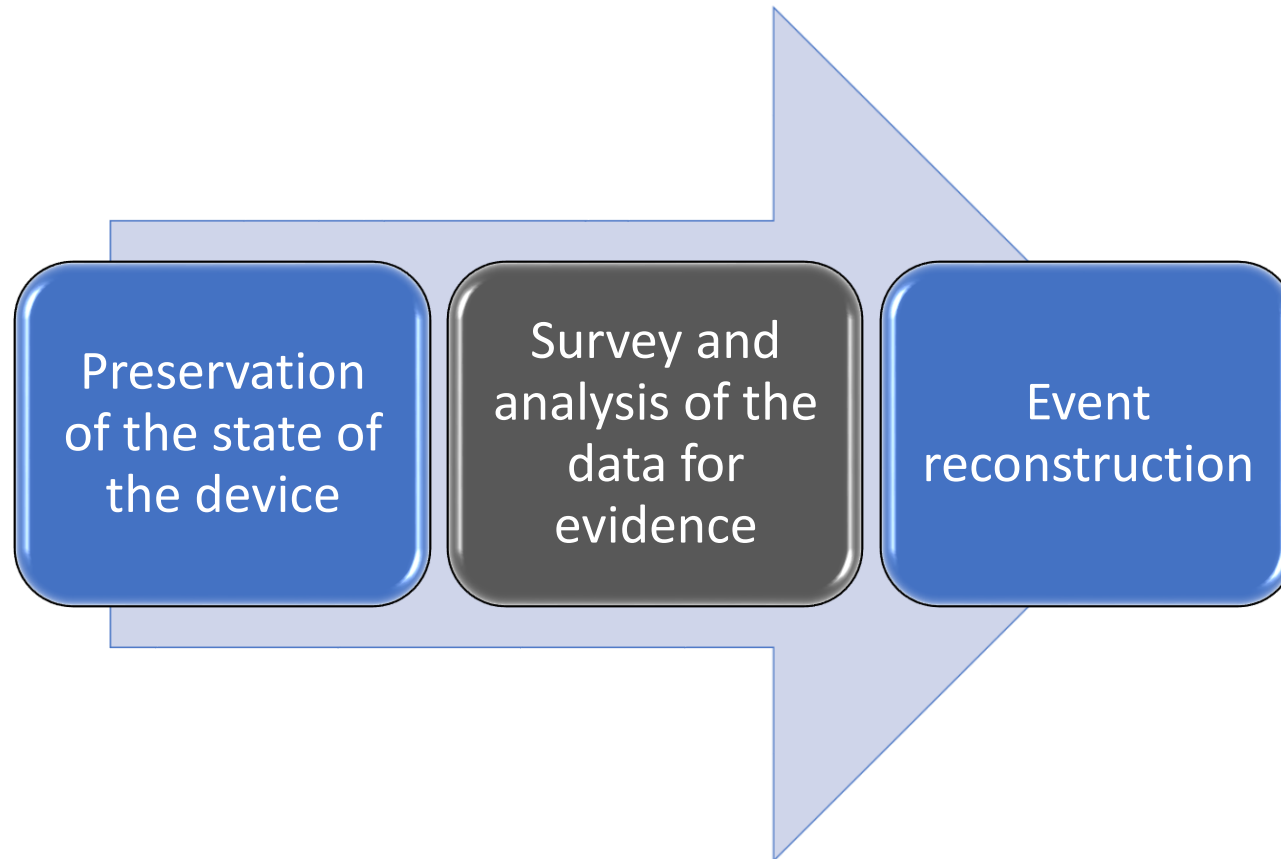 Preservation
of the state of
the device
Survey and
analysis of the
data for
evidence
Event
reconstruction